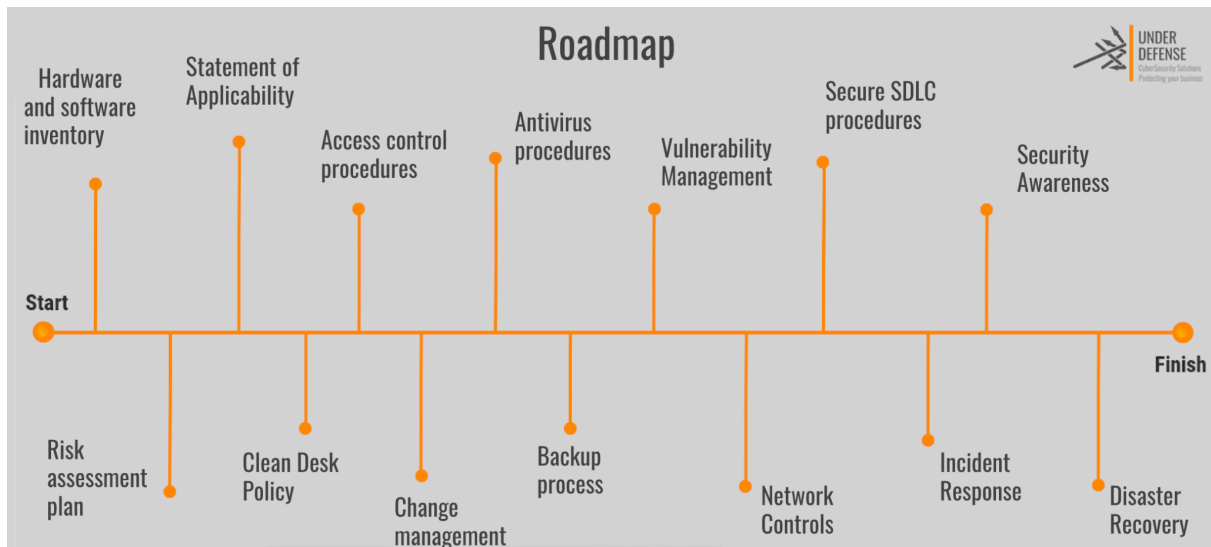 Roadmap
UNDER
DEFENSE
CyberSecurity Solutions
Protecting your business
Hardware
and software
inventory
Statement of
Applicability
Access control
procedures
Antivirus
procedures
Vulnerability
Management
Secure SDLC
procedures
Security
Awareness
Start
Finish
Risk
assessment
plan
Clean Desk
Policy
Change
management
Backup
process
Network
Controls
Incident
Response
Disaster
Recovery